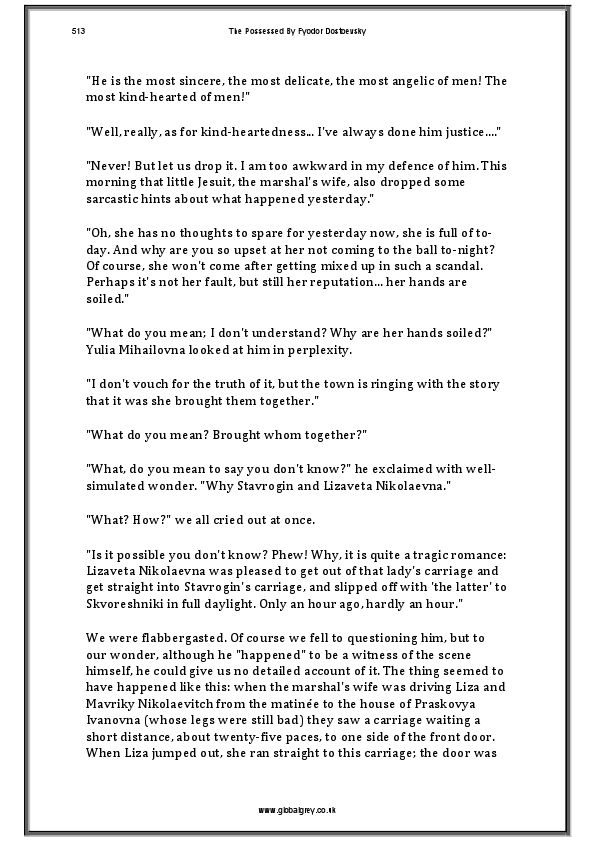 513 The Possessed By Fyodor Dostoevsky
"He is the most sincere, the most delicate, the most angelic of men! The
most kind-hearted of men!"
"Well, really, as for kind-heartedness... I've always done him justice...."
"Never! But let us drop it. I am too awkward in my defence of him. This
morning that little Jesuit, the marshal's wife, also dropped some
sarcastic hints about what happened yesterday."
"Oh, she has no thoughts to spare for yesterday now, she is full of to-
day. And why are you so upset at her not coming to the ball to-night?
Of course, she won't come after getting mixed up in such a scandal.
Perhaps it's not her fault, but still her reputation... her hands are
soiled."
"What do you mean; I don't understand? Why are her hands soiled?"
Yulia Mihailovna looked at him in perplexity.
"I don't vouch for the truth of it, but the town is ringing with the story
that it was she brought them together."
"What do you mean? Brought whom together?"
"What, do you mean to say you don't know?" he exclaimed with well-
simulated wonder. "Why Stavrogin and Lizaveta Nikolaevna."
"What? How?" we all cried out at once.
"Is it possible you don't know? Phew! Why, it is quite a tragic romance:
Lizaveta Nikolaevna was pleased to get out of that lady's carriage and
get straight into Stavrogin's carriage, and slipped off with 'the latter' to
Skvoreshniki in full daylight. Only an hour ago, hardly an hour."
We were flabbergasted. Of course we fell to questioning him, but to
our wonder, although he "happened" to be a witness of the scene
himself, he could give us no detailed account of it. The thing seemed to
have happened like this: when the marshal's wife was driving Liza and
Mavriky Nikolaevitch from the matinée to the house of Praskovya
Ivanovna (whose legs were still bad) they saw a carriage waiting a
short distance, about twenty-five paces, to one side of the front door.
When Liza jumped out, she ran straight to this carriage; the door was
www.globalgrey.co.uk